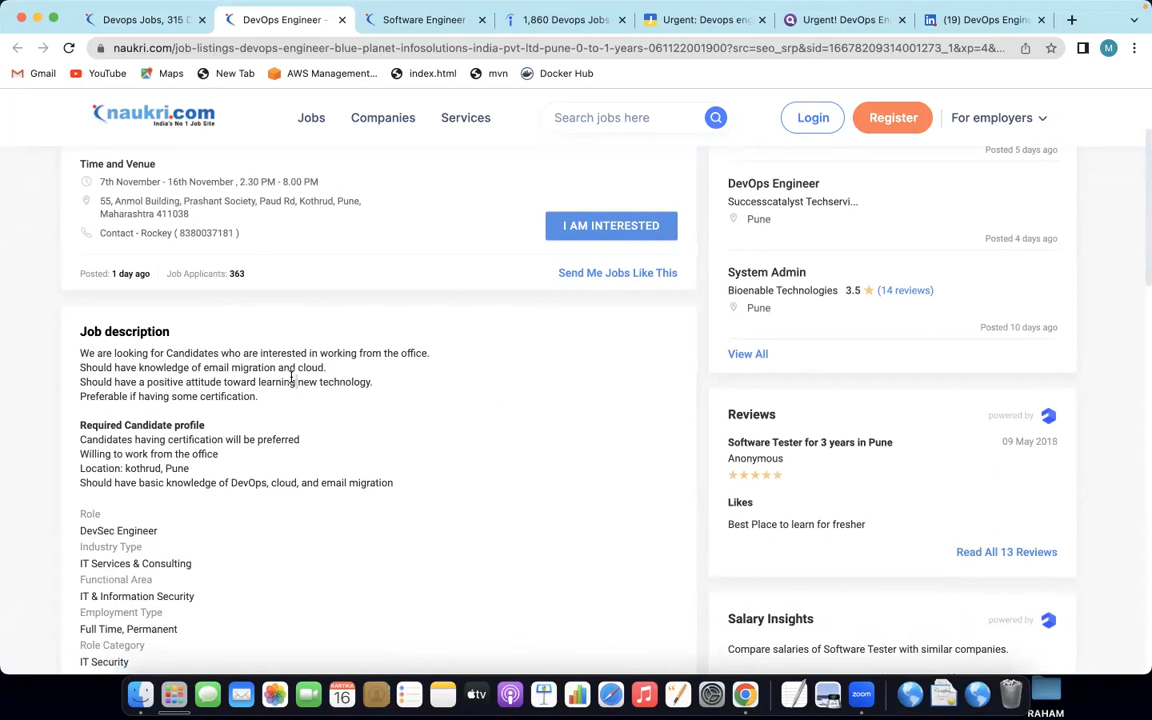 Devops Jobs, 315 D
DevOps Engineer -
Software Engineer
1,860 Devops Jobs
Urgent: Devops en
Urgent! DevOps En
(19) DevOps Engine
naukri.com/job-listings-devops-engineer-blue-planet-infosolutions-india-pvt-ltd-pune-0-to-1-years-061122001900?src=seo_srp&sid=16678209314001273_1&xp=4&...
M
Gmail
YouTube
Maps
New Tab
AWS Management...
index.html
mvn
Docker Hub
naukri.com
India's No 1 Job Site
Jobs
Companies
Services
Search jobs here
Login
Register
For employers
Time and Venue
7th November - 16th November , 2.30 PM - 8.00 PM
55, Anmol Building, Prashant Society, Paud Rd, Kothrud, Pune,
Maharashtra 411038
Contact - Rockey ( 8380037181 )
I AM INTERESTED
Posted: 1 day ago
Job Applicants: 363
Send Me Jobs Like This
Job description
We are looking for Candidates who are interested in working from the office.
Should have knowledge of email migration and cloud.
Should have a positive attitude toward learning new technology.
Preferable if having some certification.
Required Candidate profile
Candidates having certification will be preferred
Willing to work from the office
Location: kothrud, Pune
Should have basic knowledge of DevOps, cloud, and email migration
Role
DevSec Engineer
Industry Type
IT Services & Consulting
Functional Area
IT & Information Security
Employment Type
Full Time, Permanent
Role Category
IT Security
Posted 5 days ago
DevOps Engineer
Successcatalyst Techservi...
Pune
Posted 4 days ago
System Admin
Bioenable Technologies 3.5 (14 reviews)
Pune
Posted 10 days ago
View All
Reviews
powered by
Software Tester for 3 years in Pune
09 May 2018
Anonymous
Likes
Best Place to learn for fresher
Read All 13 Reviews
Salary Insights
powered by
Compare salaries of Software Tester with similar companies.
KARTIKA
16
tv
zoom
RAHAM